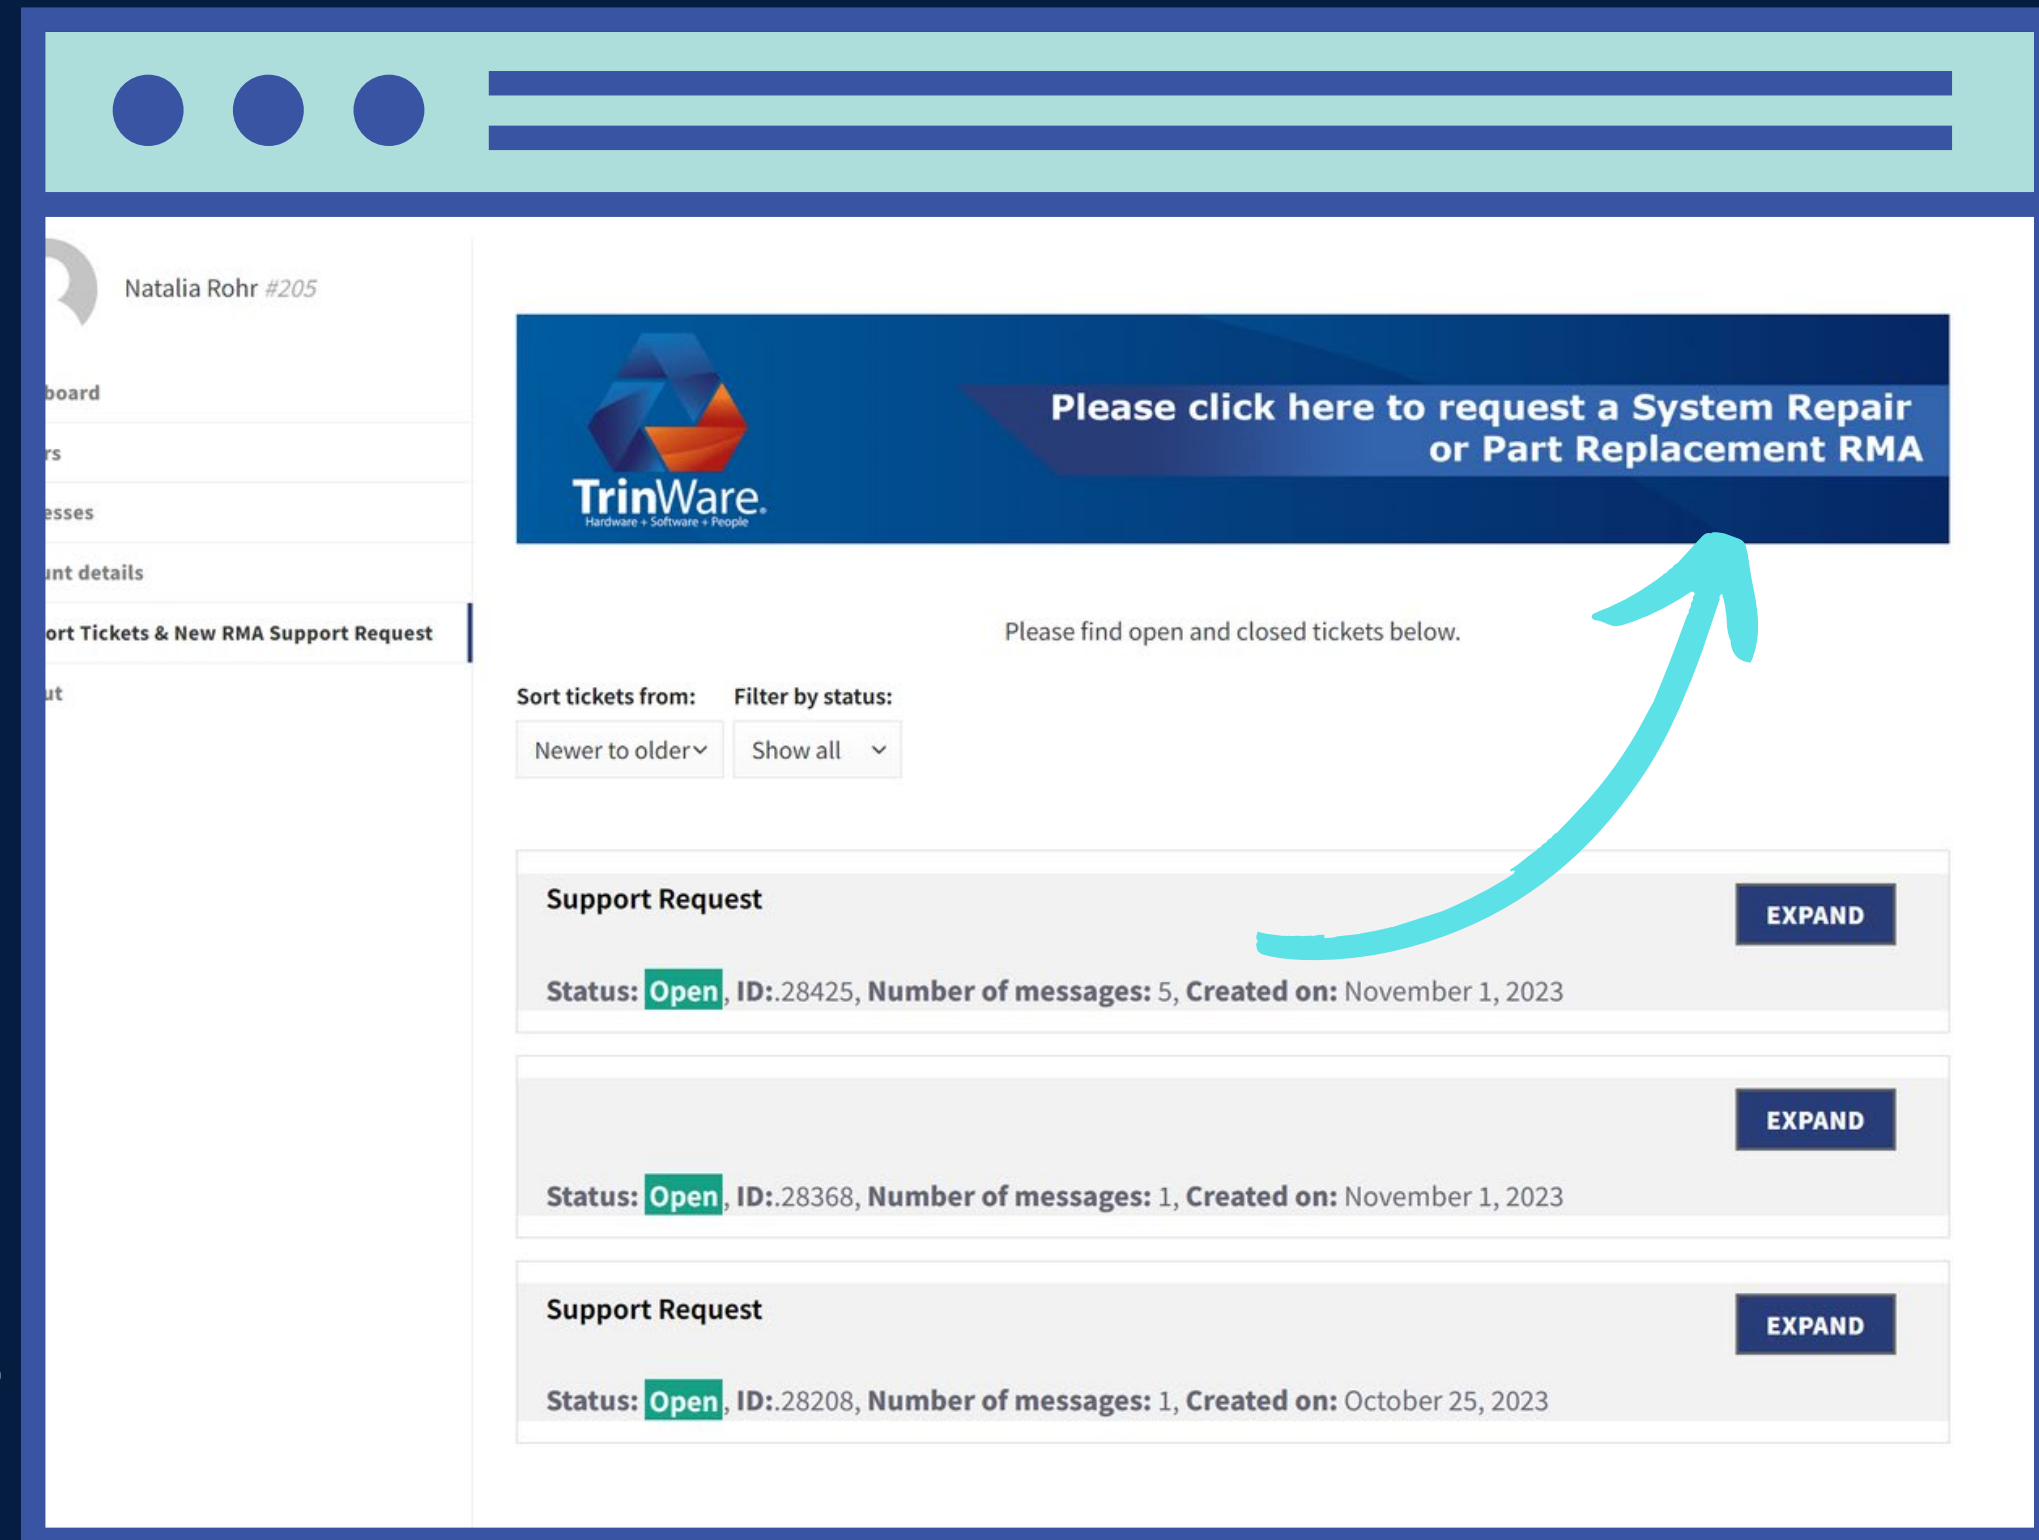 Natalia Rohr #205
board
rs
esses
unt details
ort Tickets & New RMA Support Request
ut
Please click here to request a System Repair
or Part Replacement RMA
TrinWare.
Hardware + Software + People
Please find open and closed tickets below.
Sort tickets from: Filter by status:
Newer to older Show all
Support Request
EXPAND
Status: Open, ID:.28425, Number of messages: 5, Created on: November 1, 2023
EXPAND
Status: Open, ID:.28368, Number of messages: 1, Created on: November 1, 2023
Support Request
EXPAND
Status: Open, ID:.28208, Number of messages: 1, Created on: October 25, 2023